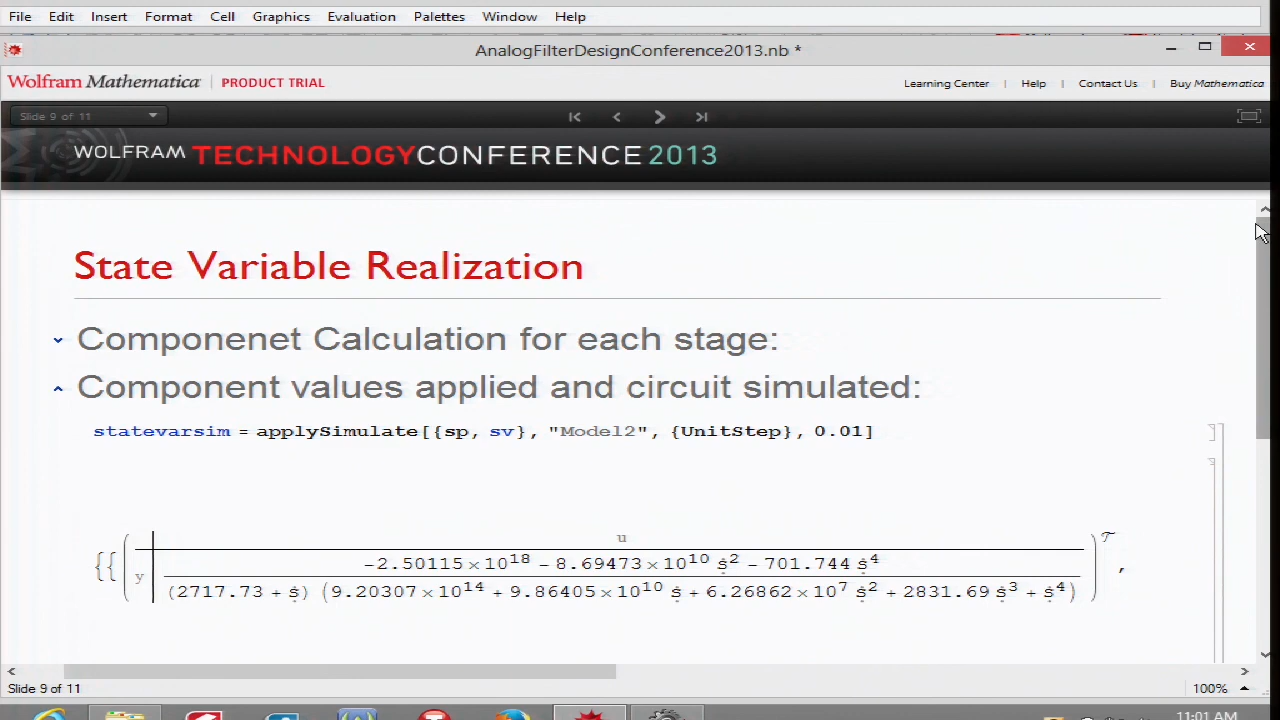 File Edit Insert Format Cell Graphics Evaluation Palettes Window Help
AnalogFilterDesignConference2013.nb *
Wolfram Mathematica | PRODUCT TRIAL
Learning Center | Help | Contact Us | Buy Mathematica
Slide 9 of 11
WOLFRAM TECHNOLOGYCONFERENCE 2013
State Variable Realization
Componenet Calculation for each stage:
Component values applied and circuit simulated:
statevarsim = applySimulate[{sp, sv}, "Model2", {UnitStep}, 0.01]
u
{{( y | -2.50115×10^18 - 8.69473×10^10 s^2 - 701.744 s^4
(2717.73 + s) (9.20307×10^14 + 9.86405×10^10 s + 6.26862×10^7 s^2 + 2831.69 s^3 + s^4) )^T,
Slide 9 of 11
100%
11:01 AM